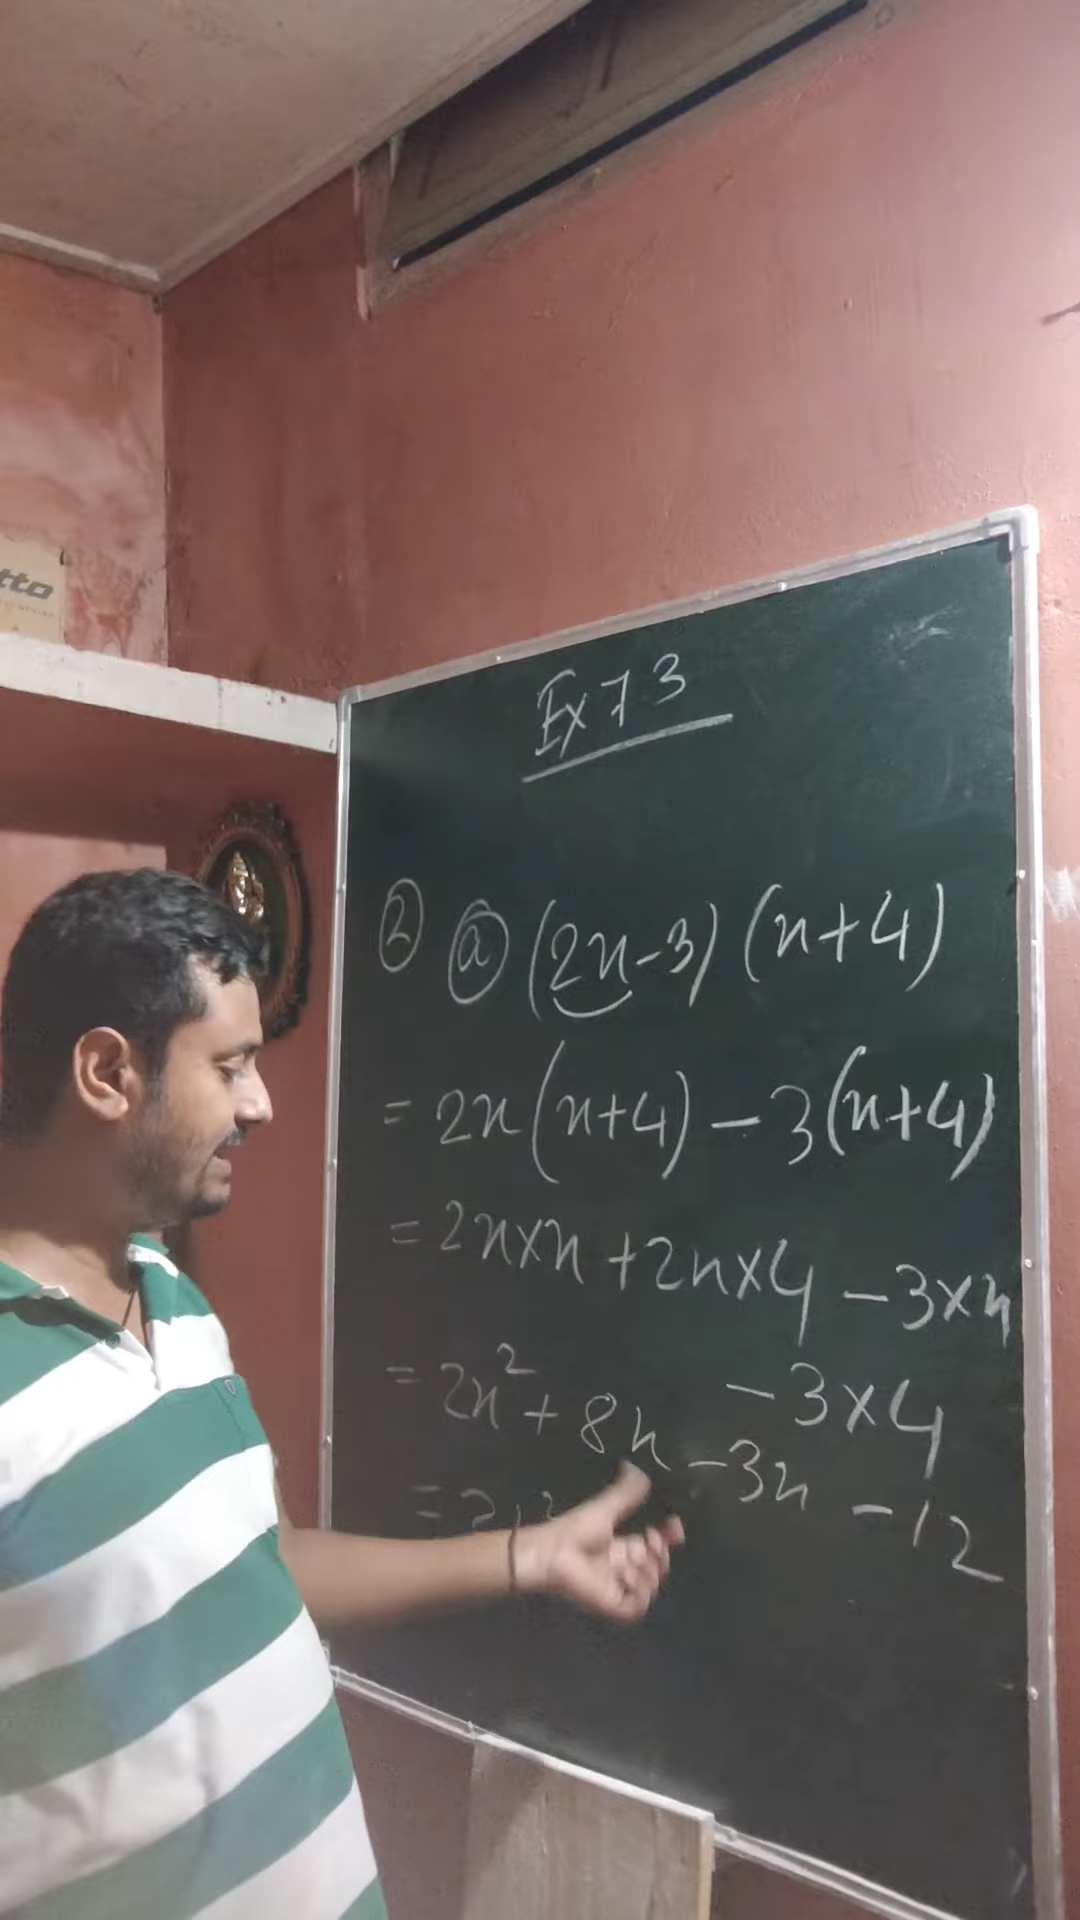 tto
Ex 7 3
② ⓐ (2x-3) (x+4)
= 2x(x+4) - 3(x+4)
= 2x×x + 2x×4 - 3×x
- 3×4
= 2x² + 8x - 3x - 12